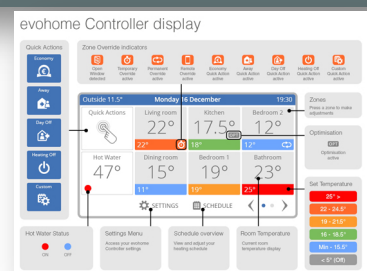 evohome Controller display
Quick Actions
Economy
Away
Day Off
Heating Off
Custom
Zone Override indicators
Open Window detected
Temporary Override active
Permanent Override active
Remote Override active
Economy Quick Action active
Away Quick Action active
Day Off Quick Action active
Heating Off Quick Action active
Custom Quick Action active
Outside 11.5° Monday 16 December 19:30
Quick Actions
Living room
22°
22°
Kitchen
17.5°
18°
Bedroom 2
12°
12°
Hot Water
47°
Dining room
15°
11°
Bedroom 1
19°
19°
Bathroom
23°
25°
SETTINGS
SCHEDULE
Zones
Press a zone to make adjustments
Optimisation
OPT
Optimisation active
Set Temperature
25° >
22 - 24.5°
19 - 21.5°
16 - 18.5°
Min - 15.5°
< 5° (Off)
Hot Water Status
ON OFF
Settings Menu
Access your evohome Controller settings.
Schedule overview
View and adjust your heating schedule
Room Temperature
Current room temperature display